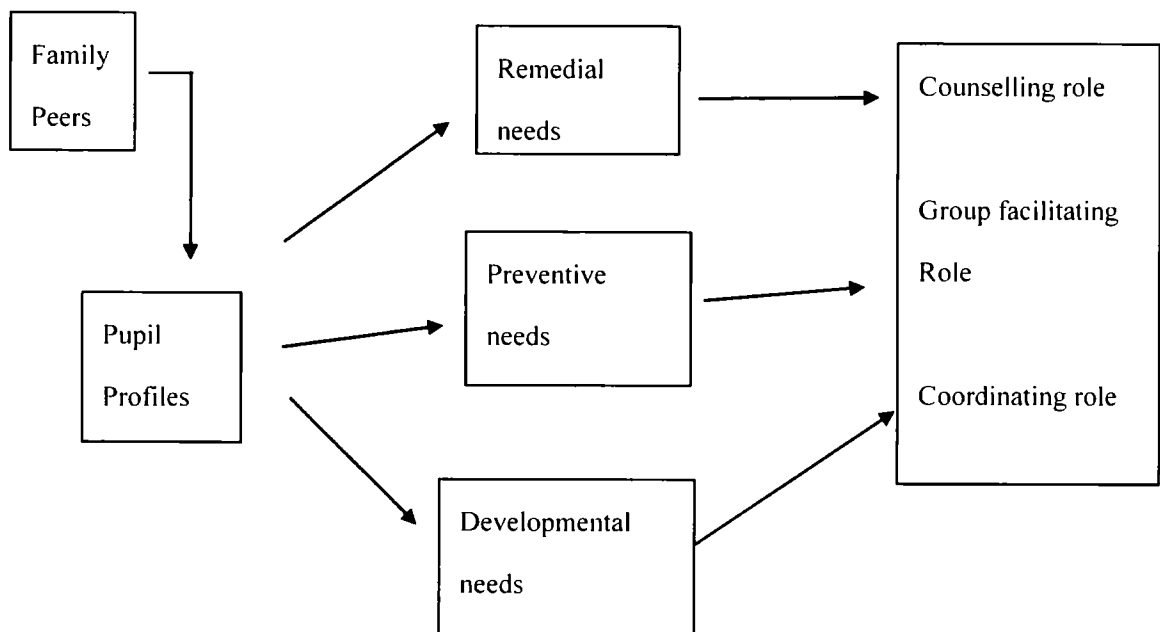 Family
Peers
Remedial
needs
Counselling role
Group facilitating
Role
Preventive
needs
Pupil
Profiles
Coordinating role
Developmental
needs